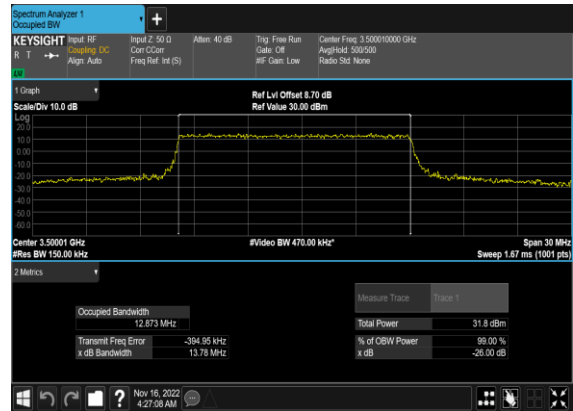 Spectrum Analyzer 1
Occupied BW
+
KEYSIGHT
R T
LXI
Input: RF
Coupling: DC
Align: Auto
Input Z: 50 Ω
Corr CCorr
Freq Ref: Int (S)
Atten: 40 dB
Trig: Free Run
Gate: Off
#IF Gain: Low
Center Freq: 3.500010000 GHz
Avg|Hold: 500/500
Radio Std: None
1 Graph
Scale/Div 10.0 dB
Ref Lvl Offset 8.70 dB
Ref Value 30.00 dBm
Log
20.0
10.0
0.00
-10.0
-20.0
-30.0
-40.0
-50.0
-60.0
Center 3.50001 GHz
#Res BW 150.00 kHz
#Video BW 470.00 kHz*
Span 30 MHz
Sweep 1.67 ms (1001 pts)
2 Metrics
Measure Trace Trace 1
Occupied Bandwidth
12.873 MHz
Total Power 31.8 dBm
Transmit Freq Error -394.95 kHz
% of OBW Power 99.00 %
x dB Bandwidth 13.78 MHz
x dB -26.00 dB
?
Nov 16, 2022
4:27:08 AM